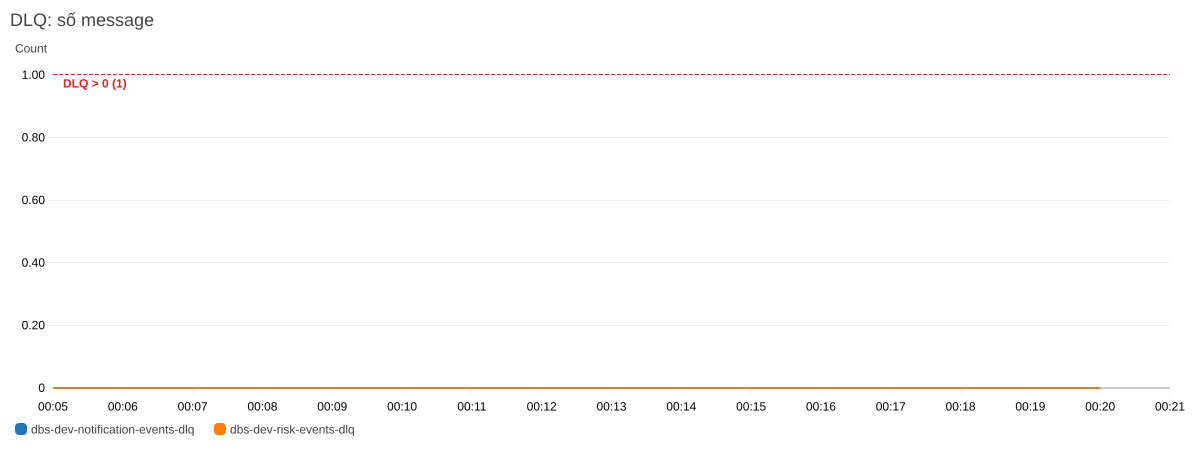 DLQ: số message
Count
1.00
DLQ > 0 (1)
0.80
0.60
0.40
0.20
0
00:05 00:06 00:07 00:08 00:09 00:10 00:11 00:12 00:13 00:14 00:15 00:16 00:17 00:18 00:19 00:20 00:21
dbs-dev-notification-events-dlq dbs-dev-risk-events-dlq